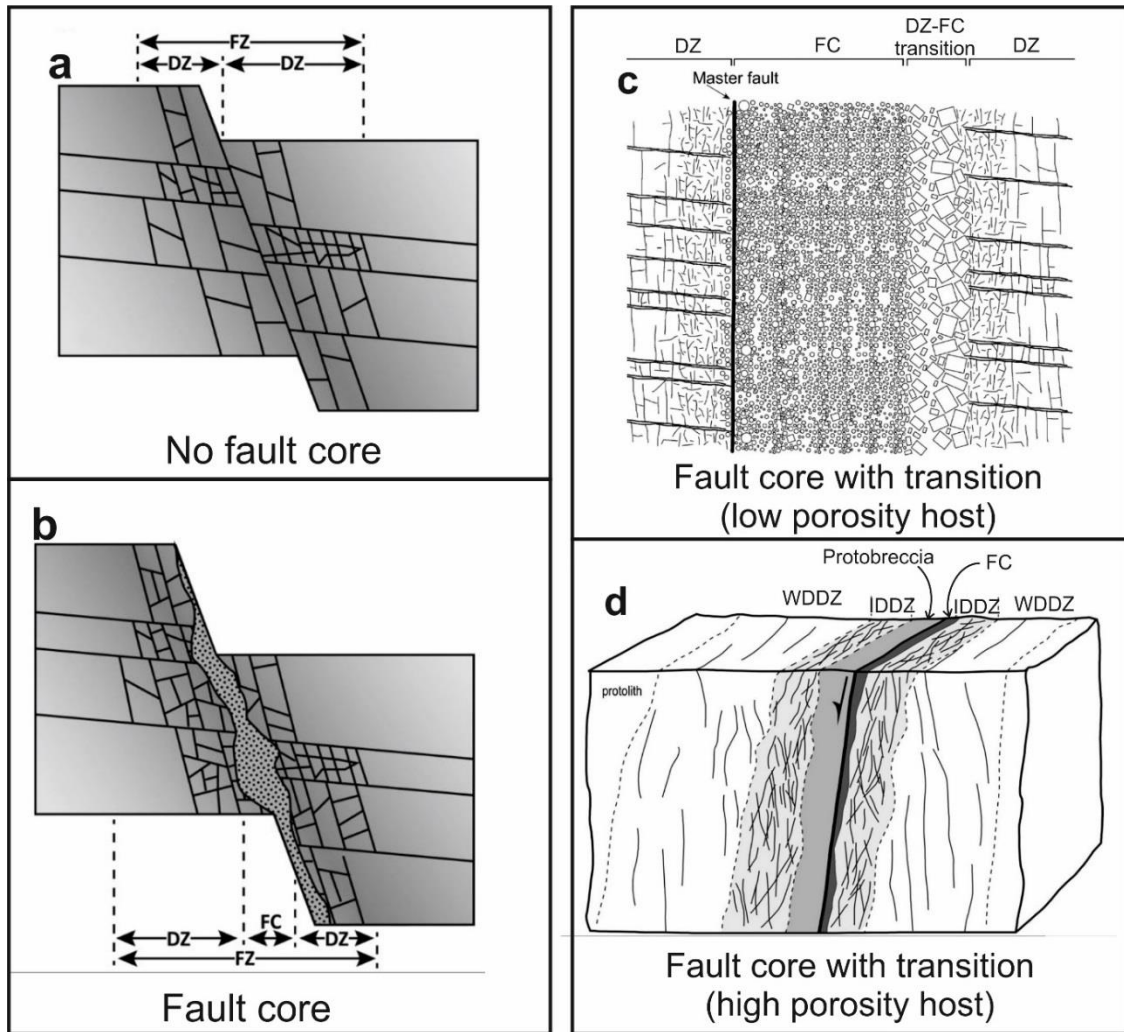 FZ
DZ DZ
a
No fault core
b
DZ FC DZ
FZ
Fault core
DZ FC DZ-FC transition DZ
Master fault
c
Fault core with transition
(low porosity host)
Protobreccia FC
d
WDDZ IDDZ IDDZ WDDZ
protolith
Fault core with transition
(high porosity host)